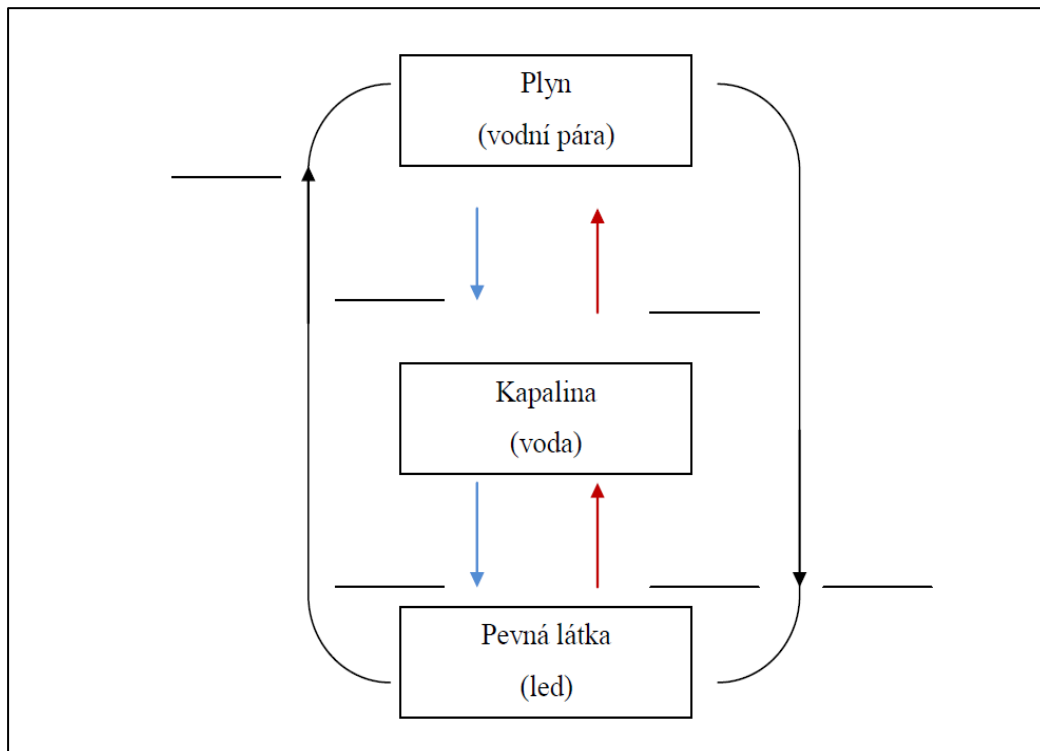 Plyn
(vodní pára)
Kapalina
(voda)
Pevná látka
(led)